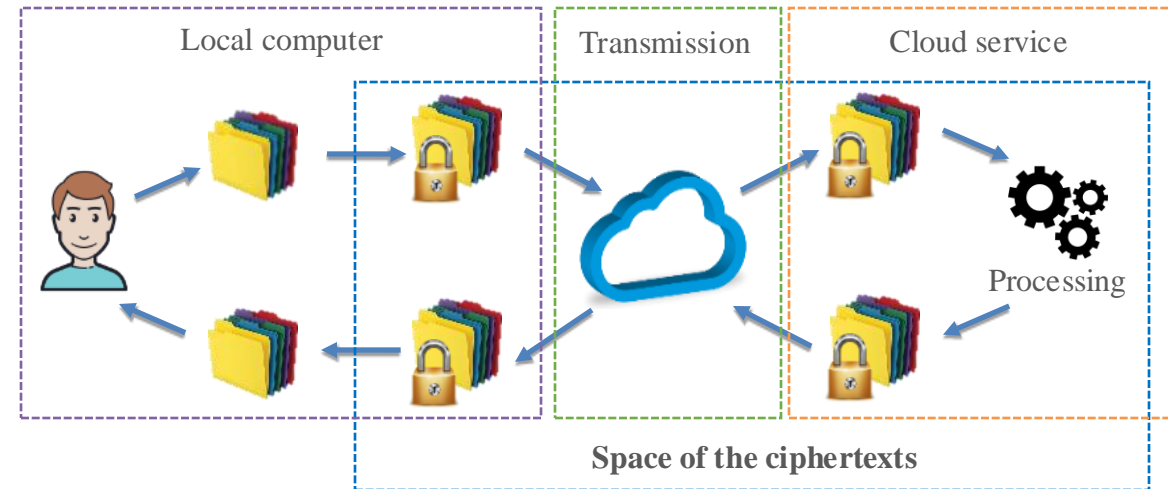 Local computer
Transmission
Cloud service
Processing
Space of the ciphertexts